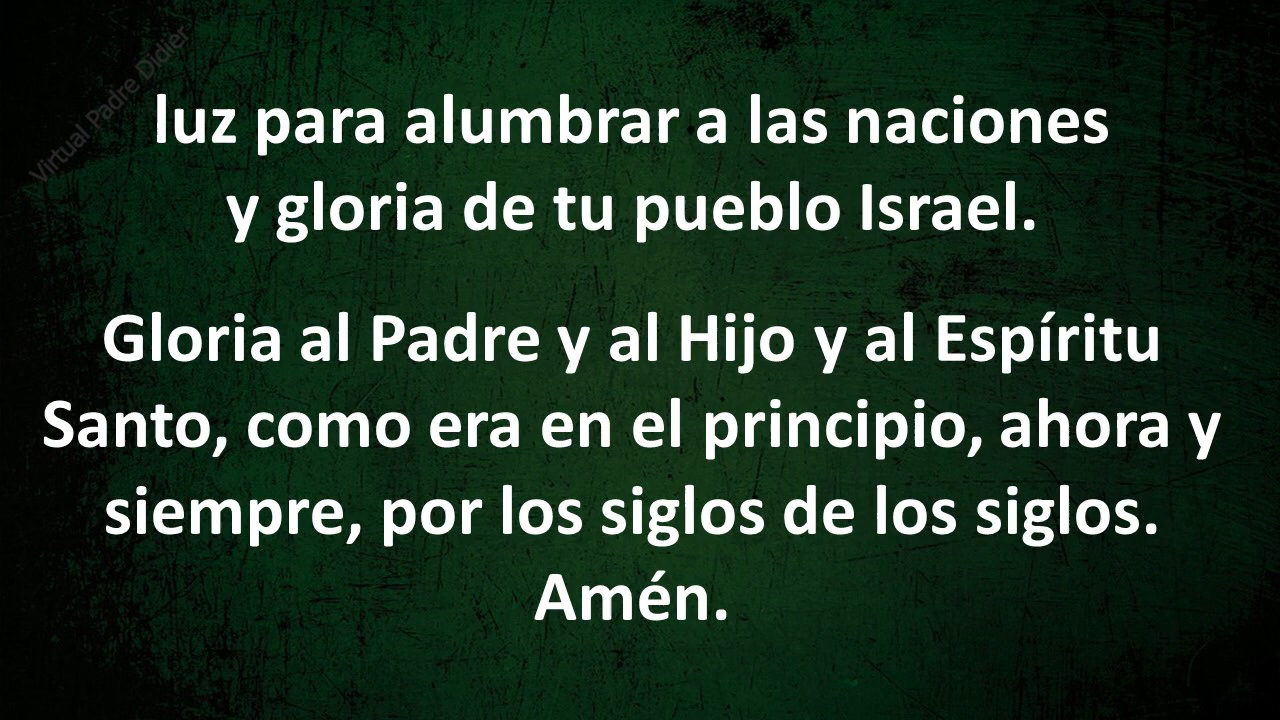 Virtual Padre Didier
luz para alumbrar a las naciones
y gloria de tu pueblo Israel.
Gloria al Padre y al Hijo y al Espíritu
Santo, como era en el principio, ahora y
siempre, por los siglos de los siglos.
Amén.